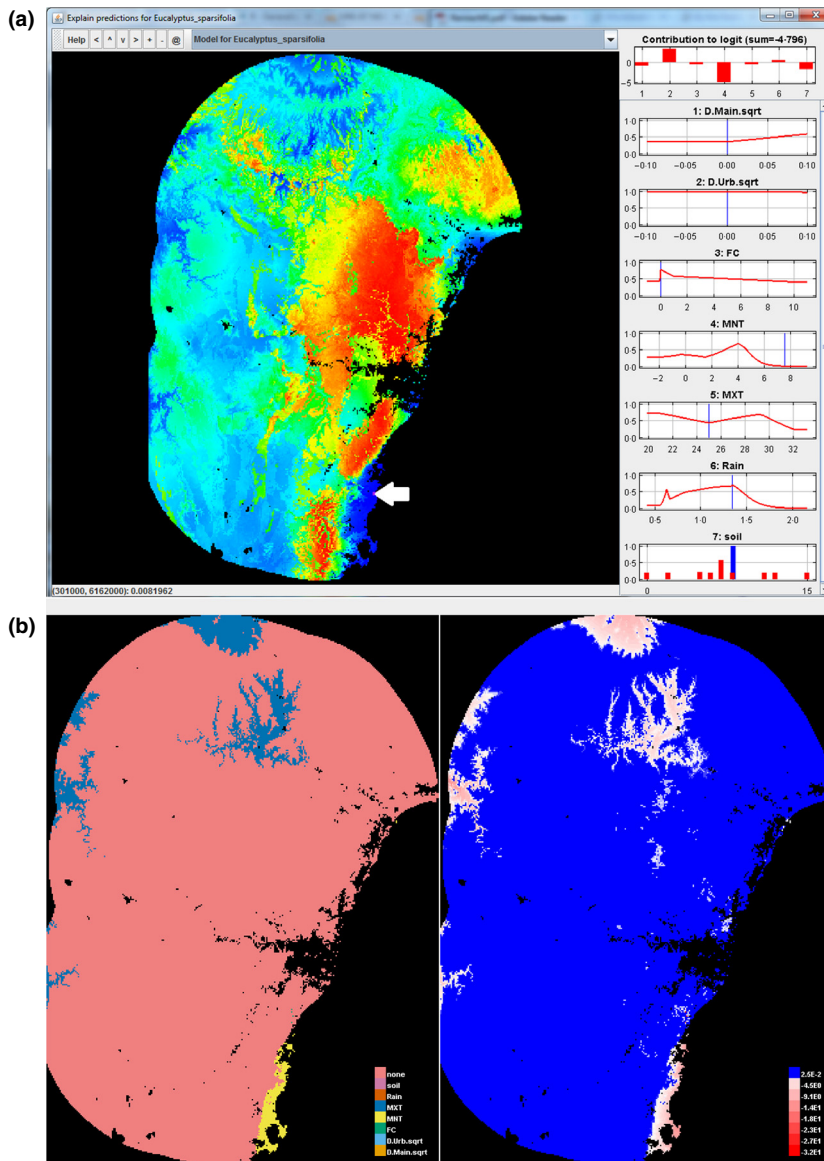 (a)
Explain predictions for Eucalyptus_sparsifolia
Help < ^ v > + - @ Model for Eucalyptus_sparsifolia
Contribution to logit (sum=-4·796)
0
-5
1 2 3 4 5 6 7
1: D.Main.sqrt
1·0
0·5
0·0
−0·10 −0·05 0·00 0·05 0·10
2: D.Urb.sqrt
1·0
0·5
0·0
−0·10 −0·05 0·00 0·05 0·10
3: FC
1·0
0·5
0·0
0 2 4 6 8 10
4: MNT
1·0
0·5
0·0
−2 0 2 4 6 8
5: MXT
1·0
0·5
0·0
20 22 24 26 28 30 32
6: Rain
1·0
0·5
0·0
0·5 1·0 1·5 2·0
7: soil
1·0
0·5
0·0
0 15
(301000, 6162000): 0.0081962
(b)
none
soil
Rain
MXT
MNT
FC
D.Urb.sqrt
D.Main.sqrt
2·5E-2
-4·5E0
-9·1E0
-1·4E1
-1·8E1
-2·3E1
-2·7E1
-3·2E1